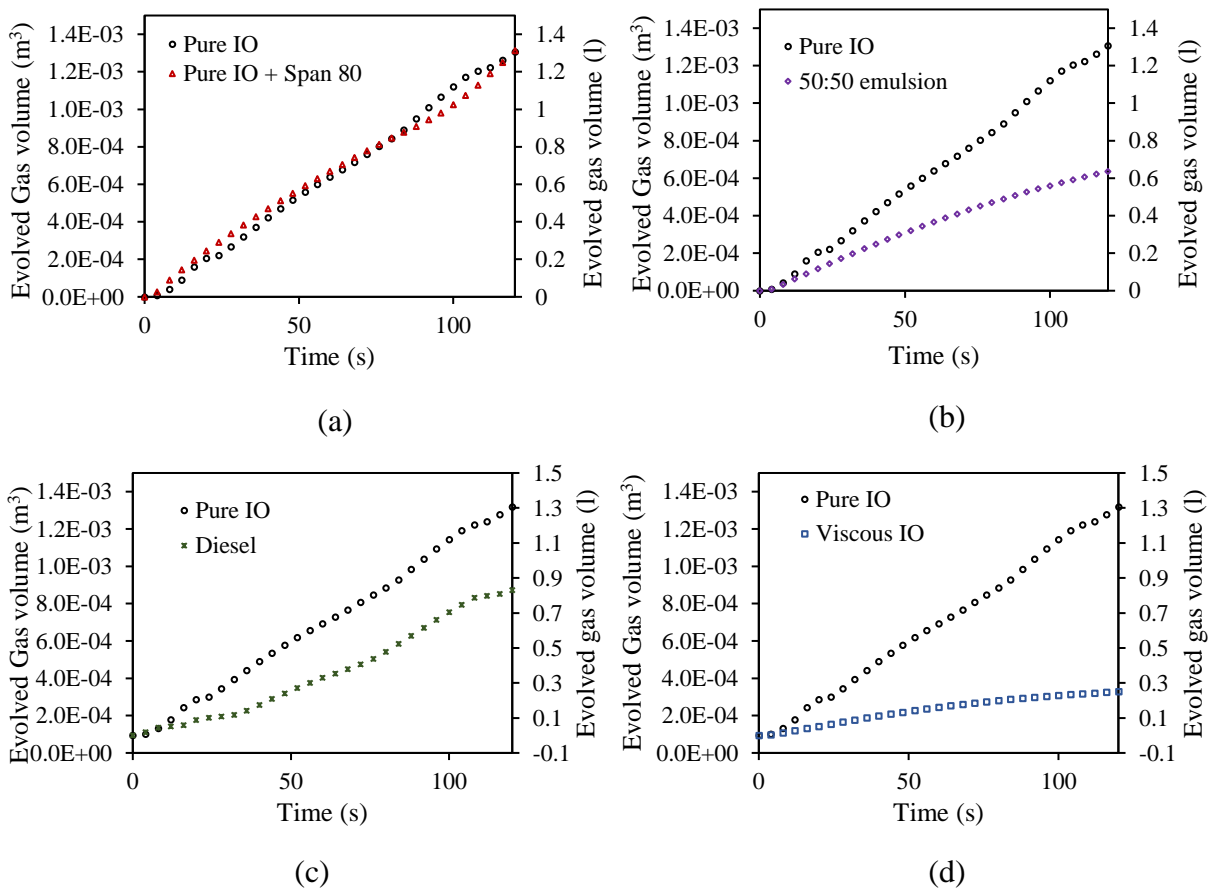 1.4E-03
1.2E-03
1.0E-03
8.0E-04
6.0E-04
4.0E-04
2.0E-04
0.0E+00
Evolved Gas volume (m³)
Pure IO
Pure IO + Span 80
1.4
1.2
1
0.8
0.6
0.4
0.2
0
Evolved gas volume (l)
0 50 100
Time (s)
(a)
1.4E-03
1.2E-03
1.0E-03
8.0E-04
6.0E-04
4.0E-04
2.0E-04
0.0E+00
Evolved Gas volume (m³)
Pure IO
50:50 emulsion
1.4
1.2
1
0.8
0.6
0.4
0.2
0
Evolved gas volume (l)
0 50 100
Time (s)
(b)
1.4E-03
1.2E-03
1.0E-03
8.0E-04
6.0E-04
4.0E-04
2.0E-04
0.0E+00
Evolved Gas volume (m³)
Pure IO
Diesel
1.5
1.3
1.1
0.9
0.7
0.5
0.3
0.1
-0.1
Evolved gas volume (l)
0 50 100
Time (s)
(c)
1.4E-03
1.2E-03
1.0E-03
8.0E-04
6.0E-04
4.0E-04
2.0E-04
0.0E+00
Evolved Gas volume (m³)
Pure IO
Viscous IO
1.5
1.3
1.1
0.9
0.7
0.5
0.3
0.1
-0.1
Evolved gas volume (l)
0 50 100
Time (s)
(d)